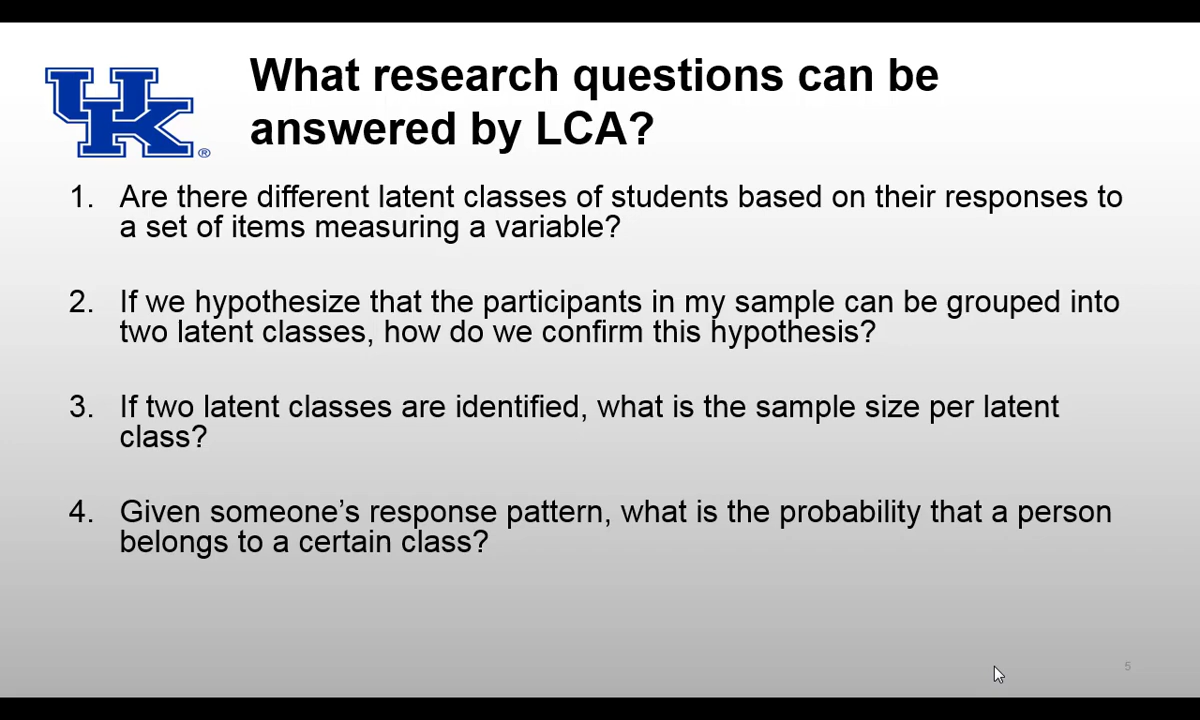 What research questions can be
answered by LCA?
UK®
1. Are there different latent classes of students based on their responses to
a set of items measuring a variable?
2. If we hypothesize that the participants in my sample can be grouped into
two latent classes, how do we confirm this hypothesis?
3. If two latent classes are identified, what is the sample size per latent
class?
4. Given someone’s response pattern, what is the probability that a person
belongs to a certain class?
5